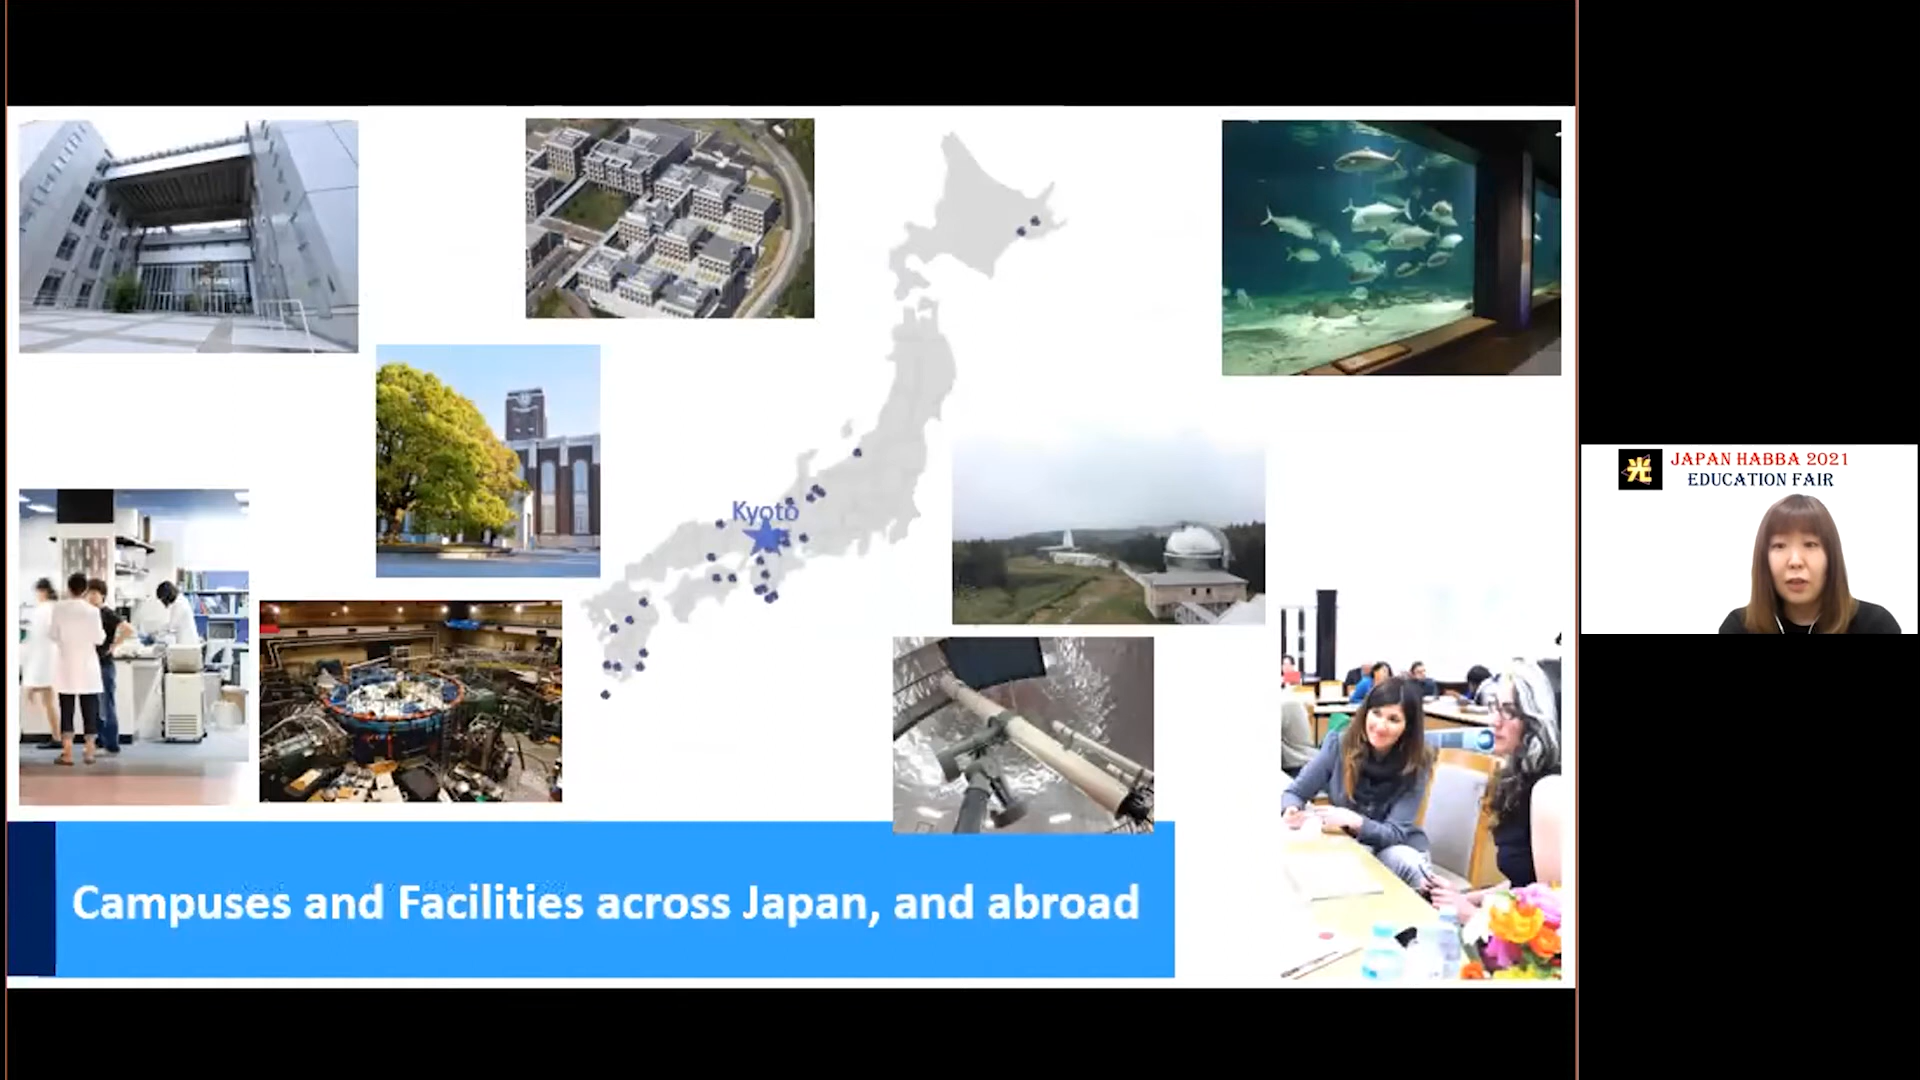 Kyoto
Campuses and Facilities across Japan, and abroad
光
JAPAN HABBA 2021
EDUCATION FAIR